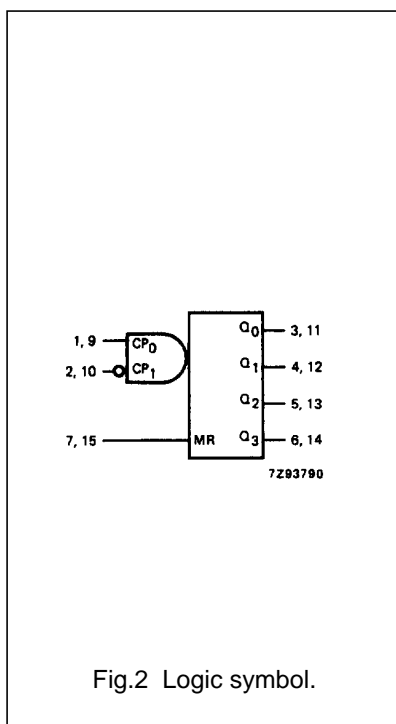 1, 9 CP0 Q0 3, 11
2, 10 CP1 Q1 4, 12
Q2 5, 13
7, 15 MR Q3 6, 14
7Z93790
Fig.2 Logic symbol.